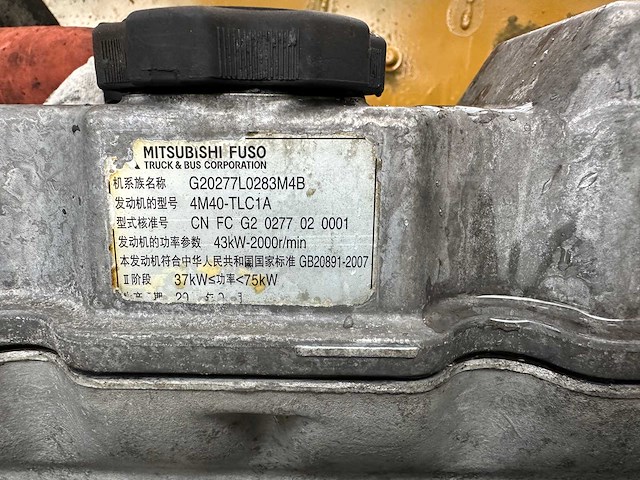 MITSUBISHI FUSO
TRUCK & BUS CORPORATION
机系族名称 G20277L0283M4B
发动机的型号 4M40-TLC1A
型式核准号 CN FC G2 0277 02 0001
发动机的功率参数 43kW-2000r/min
本发动机符合中华人民共和国国家标准 GB20891-2007
Ⅱ阶段 37kW≤功率<75kW